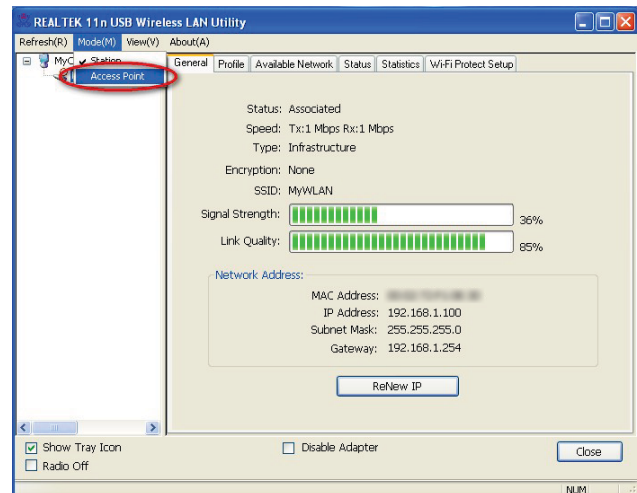 REALTEK 11n USB Wireless LAN Utility
Refresh(R) Mode(M) View(V) About(A)
MyC
✓ Station
Access Point
General Profile Available Network Status Statistics Wi-Fi Protect Setup
Status: Associated
Speed: Tx:1 Mbps Rx:1 Mbps
Type: Infrastructure
Encryption: None
SSID: MyWLAN
Signal Strength: 36%
Link Quality: 85%
Network Address:
MAC Address:
IP Address: 192.168.1.100
Subnet Mask: 255.255.255.0
Gateway: 192.168.1.254
ReNew IP
Show Tray Icon
Radio Off
Disable Adapter
Close
NUM